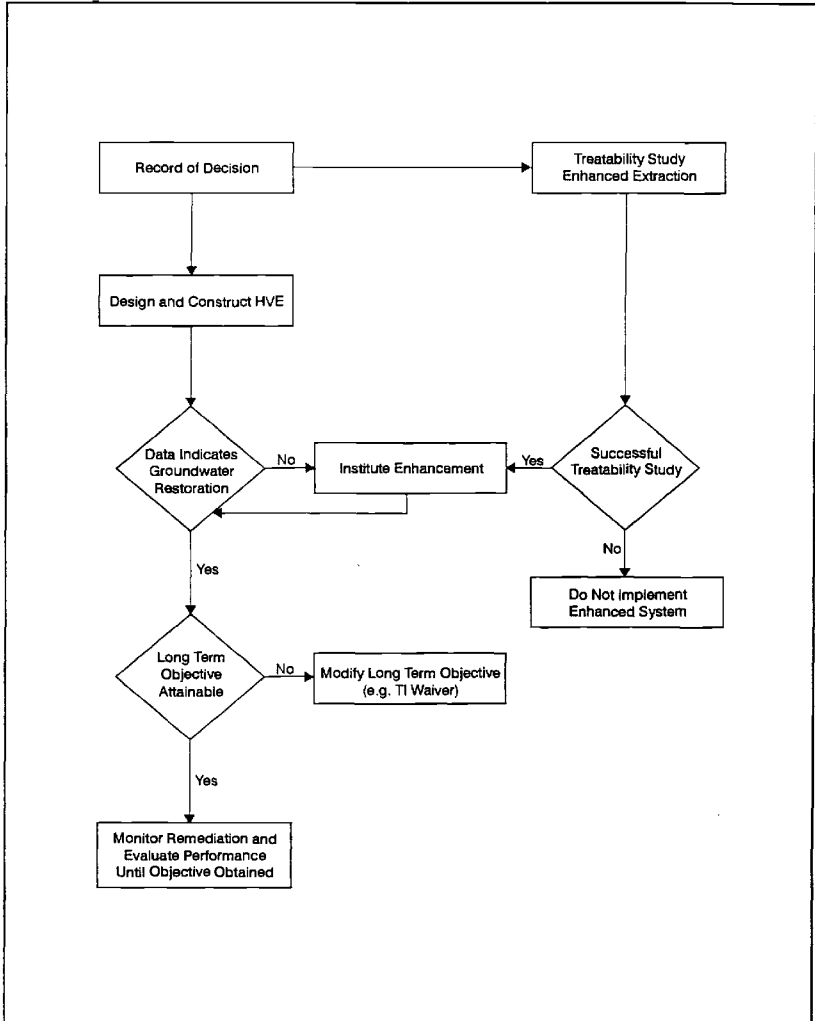 Record of Decision
Treatability Study
Enhanced Extraction
Design and Construct HVE
Data Indicates
Groundwater
Restoration
No
Institute Enhancement
Yes
Successful
Treatability Study
Yes
No
Do Not Implement
Enhanced System
Long Term
Objective
Attainable
No
Modify Long Term Objective
(e.g. TI Waiver)
Yes
Monitor Remediation and
Evaluate Performance
Until Objective Obtained